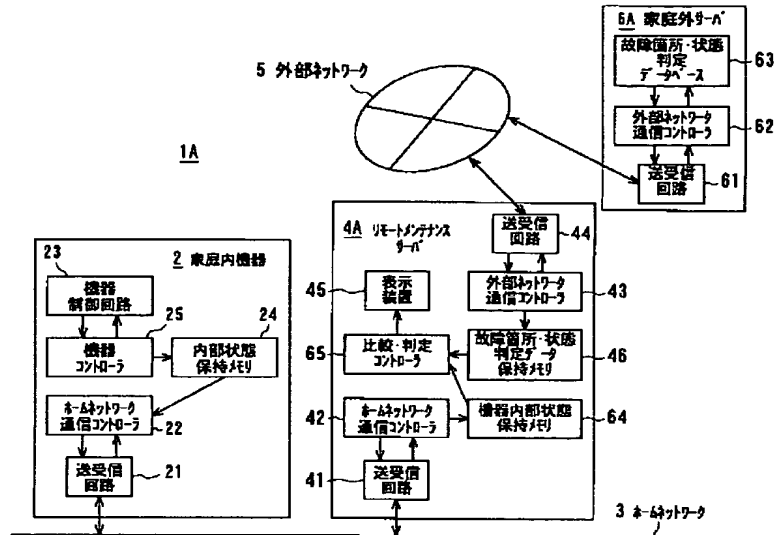 6A 家庭外サーバ
故障箇所・状態
判定
データベース
63
外部ネットワーク
通信コントローラ
62
送受信
回路
61
5 外部ネットワーク
1A
4A リモートメンテナンス
サーバ
送受信
回路
44
外部ネットワーク
通信コントローラ
43
45
表示
装置
65
比較・判定
コントローラ
故障箇所・状態
判定データ
保持メモリ
46
42
ホームネットワーク
通信コントローラ
機器内部状態
保持メモリ
64
41
送受信
回路
2 家庭内機器
23
機器
制御回路
25
機器
コントローラ
24
内部状態
保持メモリ
ホームネットワーク
通信コントローラ
22
送受信
回路
21
3 ホームネットワーク